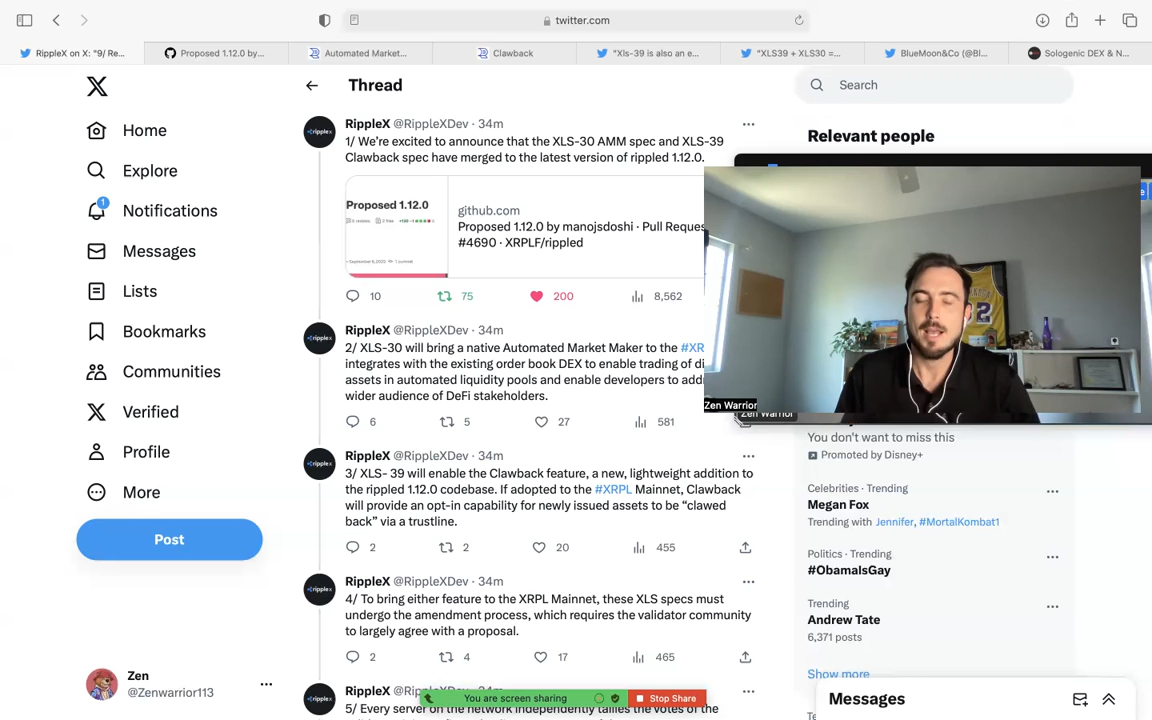 twitter.com
RippleX on X: "9/ Re...
Proposed 1.12.0 by...
Automated Market...
Clawback
"Xls-39 is also an e...
"XLS39 + XLS30 =...
BlueMoon&Co (@Bl...
Sologenic DEX & N...
Home
Explore
1
Notifications
Messages
Lists
Bookmarks
Communities
Verified
Profile
More
Post
Zen
@Zenwarrior113
Thread
RippleX @RippleXDev · 34m
1/ We're excited to announce that the XLS-30 AMM spec and XLS-39
Clawback spec have merged to the latest version of rippled 1.12.0.
Proposed 1.12.0
github.com
Proposed 1.12.0 by manojsdoshi · Pull Reques
#4690 · XRPLF/rippled
10 75 200 8,562
RippleX @RippleXDev · 34m
2/ XLS-30 will bring a native Automated Market Maker to the #XR
integrates with the existing order book DEX to enable trading of di
assets in automated liquidity pools and enable developers to add
wider audience of DeFi stakeholders.
6 5 27 581
RippleX @RippleXDev · 34m
3/ XLS- 39 will enable the Clawback feature, a new, lightweight addition to
the rippled 1.12.0 codebase. If adopted to the #XRPL Mainnet, Clawback
will provide an opt-in capability for newly issued assets to be “clawed
back” via a trustline.
2 2 20 455
RippleX @RippleXDev · 34m
4/ To bring either feature to the XRPL Mainnet, these XLS specs must
undergo the amendment process, which requires the validator community
to largely agree with a proposal.
2 4 17 465
RippleX @RippleXDev · 34m
5/ Every server on the network independently tallies the votes of the
You are screen sharing
Stop Share
Search
Relevant people
Zen Warrior
Zen Warrior
You don't want to miss this
Promoted by Disney+
Celebrities · Trending
Megan Fox
Trending with Jennifer, #MortalKombat1
Politics · Trending
#ObamaIsGay
Trending
Andrew Tate
6,371 posts
Show more
Messages